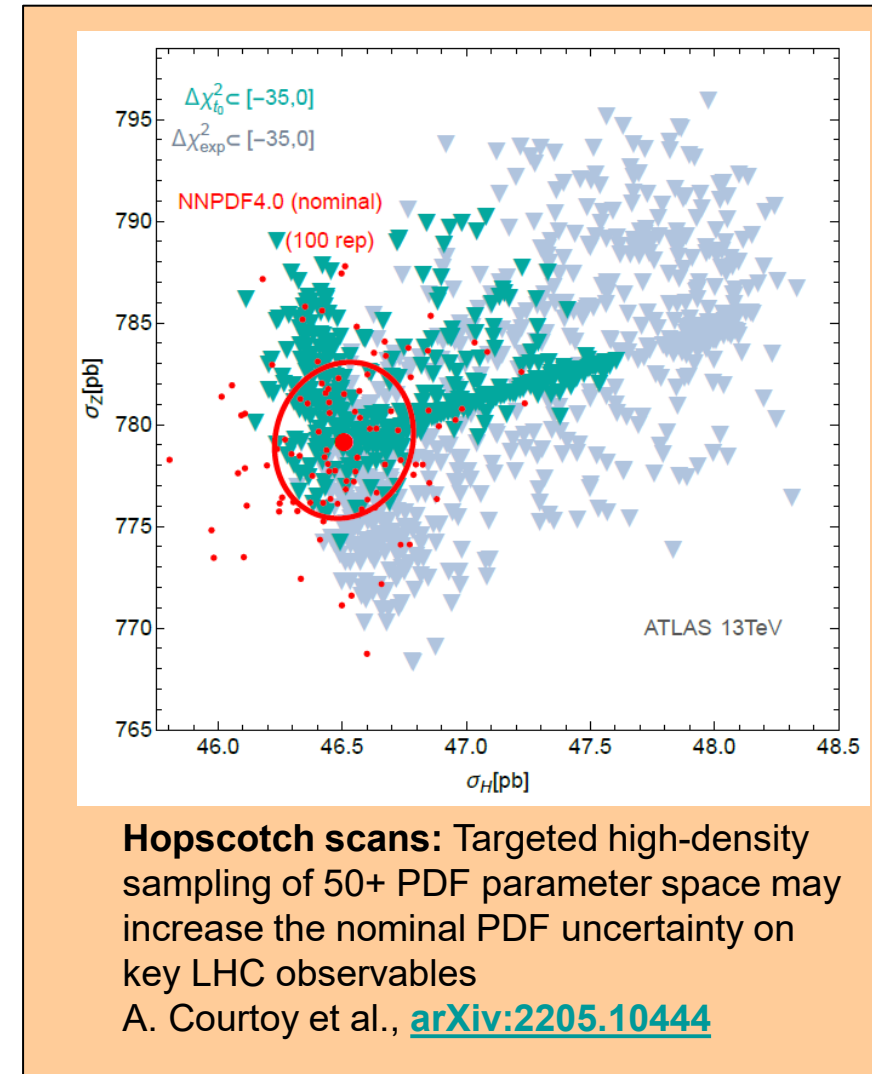 Δχ²t₀ ⊂ [−35,0]
Δχ²exp ⊂ [−35,0]
NNPDF4.0 (nominal)
(100 rep)
795
790
785
780
775
770
765
σZ[pb]
ATLAS 13TeV
46.0 46.5 47.0 47.5 48.0 48.5
σH[pb]
Hopscotch scans: Targeted high-density
sampling of 50+ PDF parameter space may
increase the nominal PDF uncertainty on
key LHC observables
A. Courtoy et al., arXiv:2205.10444